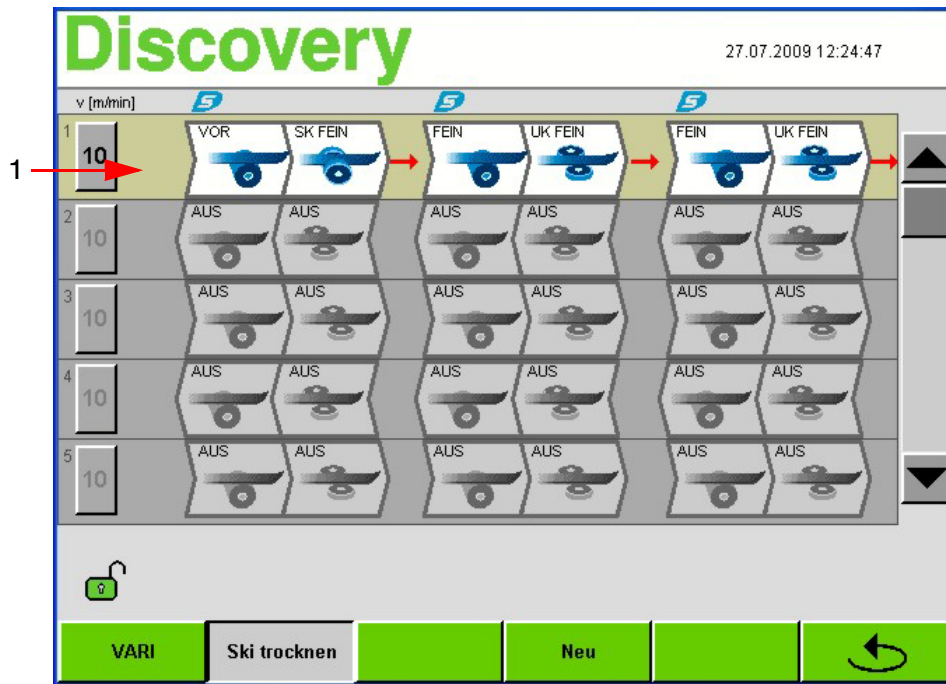 Discovery
27.07.2009 12:24:47
v [m/min]
S S S
1
1 10 VOR SK FEIN FEIN UK FEIN FEIN UK FEIN
2 10 AUS AUS AUS AUS AUS AUS
3 10 AUS AUS AUS AUS AUS AUS
4 10 AUS AUS AUS AUS AUS AUS
5 10 AUS AUS AUS AUS AUS AUS
VARI Ski trocknen Neu